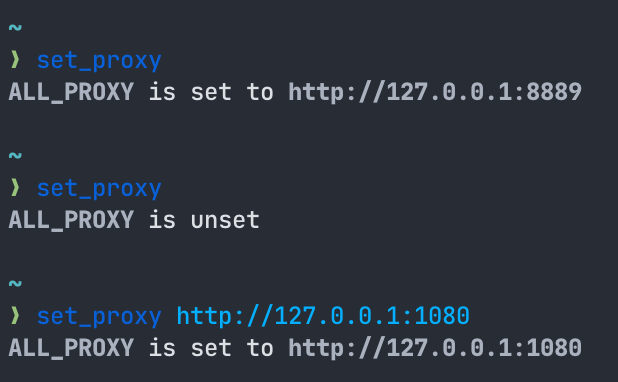 ~
❯ set_proxy
ALL_PROXY is set to http://127.0.0.1:8889
~
❯ set_proxy
ALL_PROXY is unset
~
❯ set_proxy http://127.0.0.1:1080
ALL_PROXY is set to http://127.0.0.1:1080